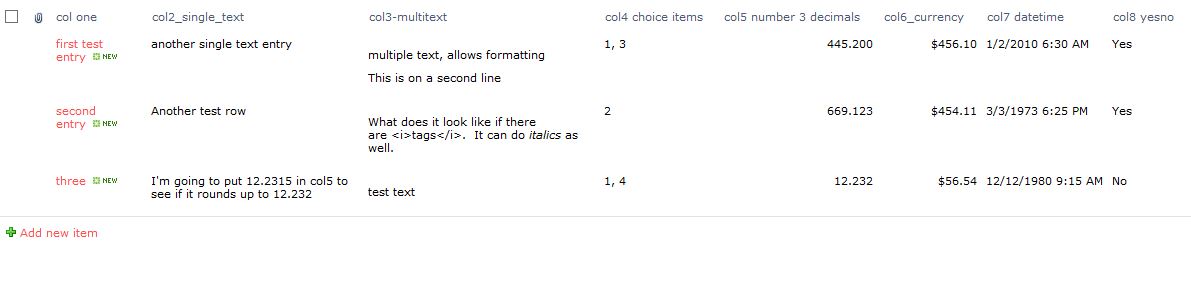 col one col2_single_text col3-multitext col4 choice items col5 number 3 decimals col6_currency col7 datetime col8 yesno
first test another single text entry 1, 3 445.200 $456.10 1/2/2010 6:30 AM Yes
entry NEW multiple text, allows formatting
This is on a second line
second Another test row 2 669.123 $454.11 3/3/1973 6:25 PM Yes
entry NEW What does it look like if there
are <i>tags</i>. It can do italics as
well.
three NEW I'm going to put 12.2315 in col5 to 1, 4 12.232 $56.54 12/12/1980 9:15 AM No
see if it rounds up to 12.232 test text
Add new item